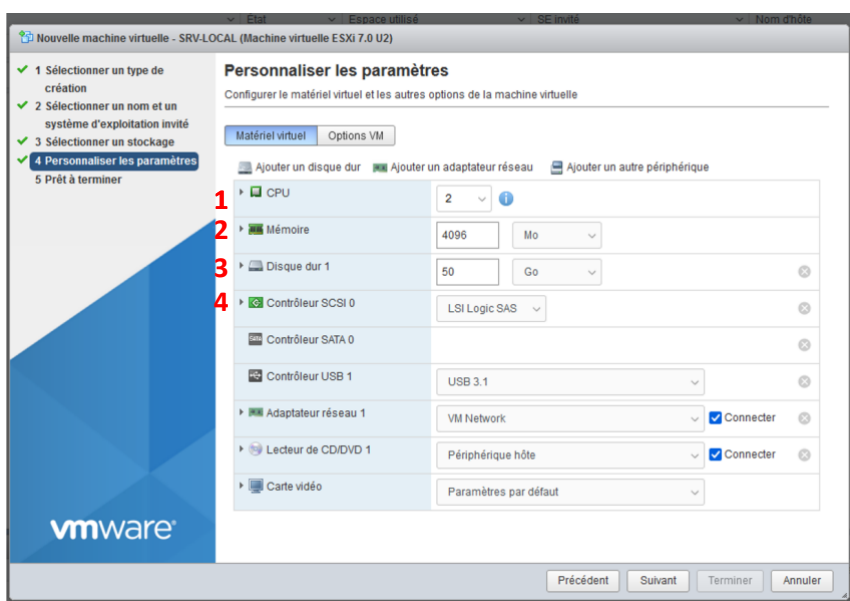 État Espace utilisé SE invité Nom d'hôte
Nouvelle machine virtuelle - SRV-LOCAL (Machine virtuelle ESXi 7.0 U2)
1 Sélectionner un type de
création
2 Sélectionner un nom et un
système d'exploitation invité
3 Sélectionner un stockage
4 Personnaliser les paramètres
5 Prêt à terminer
Personnaliser les paramètres
Configurer le matériel virtuel et les autres options de la machine virtuelle
Matériel virtuel Options VM
Ajouter un disque dur Ajouter un adaptateur réseau Ajouter un autre périphérique
1 CPU 2
2 Mémoire 4096 Mo
3 Disque dur 1 50 Go
4 Contrôleur SCSI 0 LSI Logic SAS
Contrôleur SATA 0
Contrôleur USB 1 USB 3.1
Adaptateur réseau 1 VM Network Connecter
Lecteur de CD/DVD 1 Périphérique hôte Connecter
Carte vidéo Paramètres par défaut
vmware
Précédent Suivant Terminer Annuler